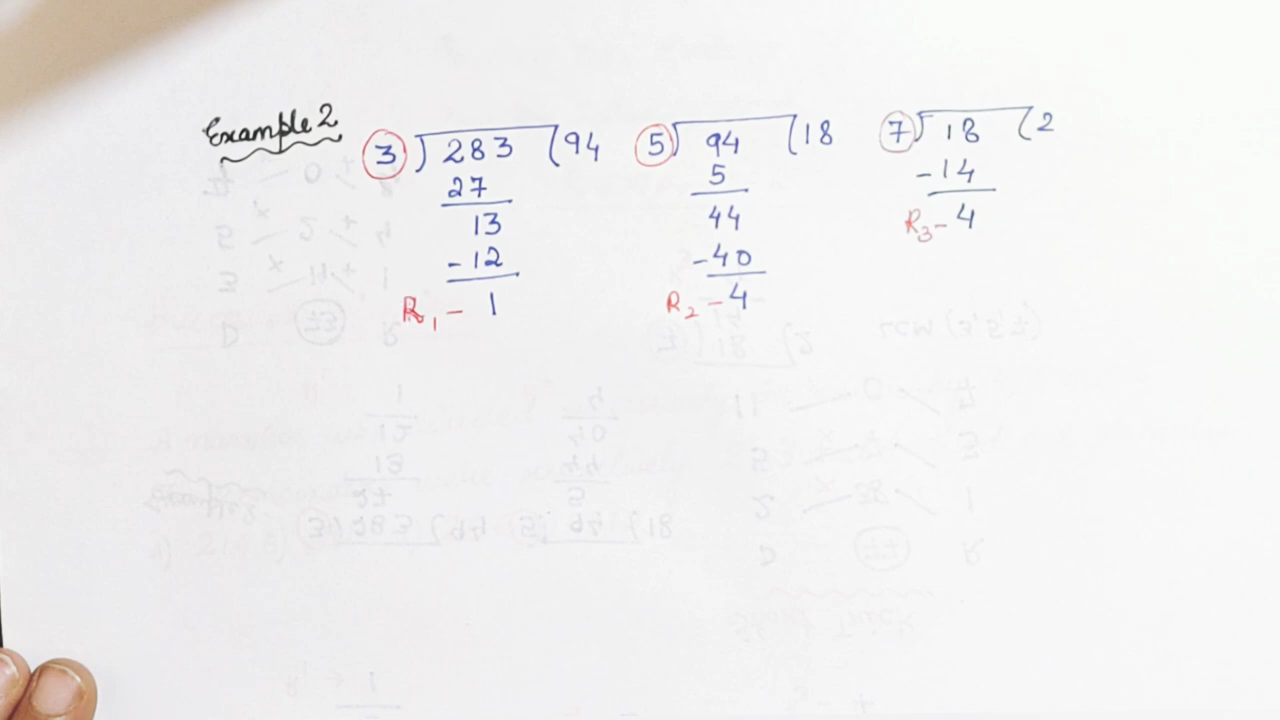 Example 2
3 ) 283 ( 94
27
13
- 12
R1 - 1
5 ) 94 ( 18
5
44
- 40
R2 - 4
7 ) 18 ( 2
- 14
R3 - 4